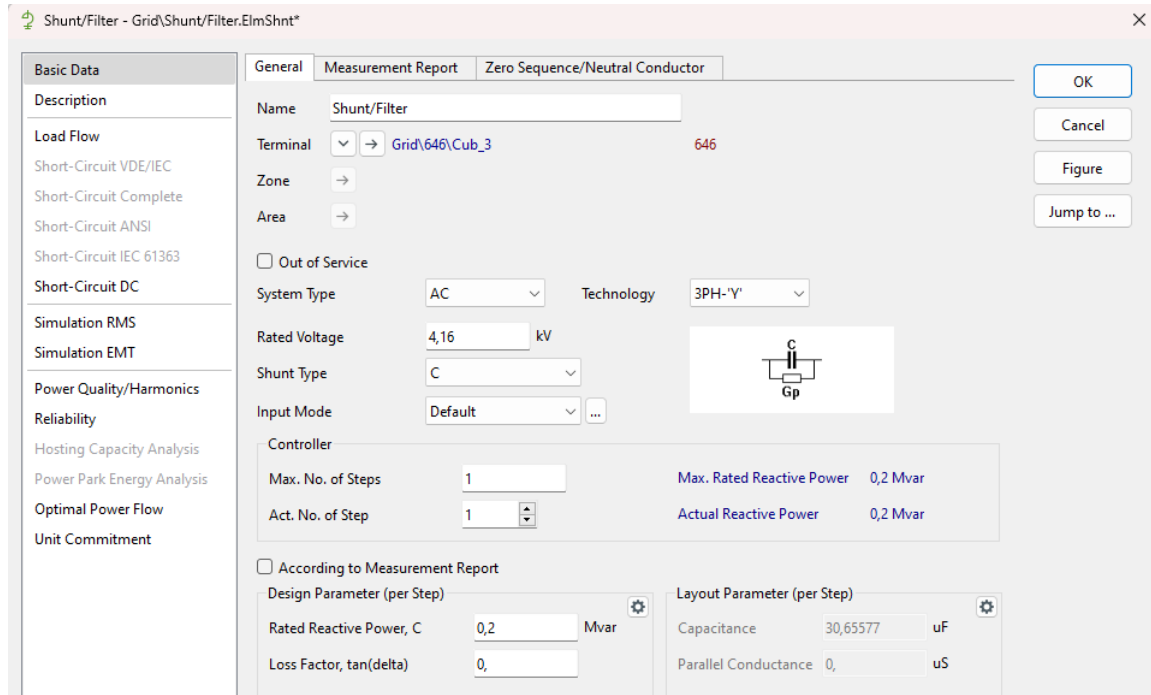 Shunt/Filter - Grid\Shunt/Filter.ElmShnt*
Basic Data
Description
Load Flow
Short-Circuit VDE/IEC
Short-Circuit Complete
Short-Circuit ANSI
Short-Circuit IEC 61363
Short-Circuit DC
Simulation RMS
Simulation EMT
Power Quality/Harmonics
Reliability
Hosting Capacity Analysis
Power Park Energy Analysis
Optimal Power Flow
Unit Commitment
General Measurement Report Zero Sequence/Neutral Conductor
Name Shunt/Filter
Terminal Grid\646\Cub_3 646
Zone
Area
Out of Service
System Type AC Technology 3PH-'Y'
Rated Voltage 4,16 kV
Shunt Type C
Input Mode Default ...
C
Gp
Controller
Max. No. of Steps 1 Max. Rated Reactive Power 0,2 Mvar
Act. No. of Step 1 Actual Reactive Power 0,2 Mvar
According to Measurement Report
Design Parameter (per Step)
Rated Reactive Power, C 0,2 Mvar
Loss Factor, tan(delta) 0,
Layout Parameter (per Step)
Capacitance 30,65577 uF
Parallel Conductance 0, uS
OK
Cancel
Figure
Jump to ...